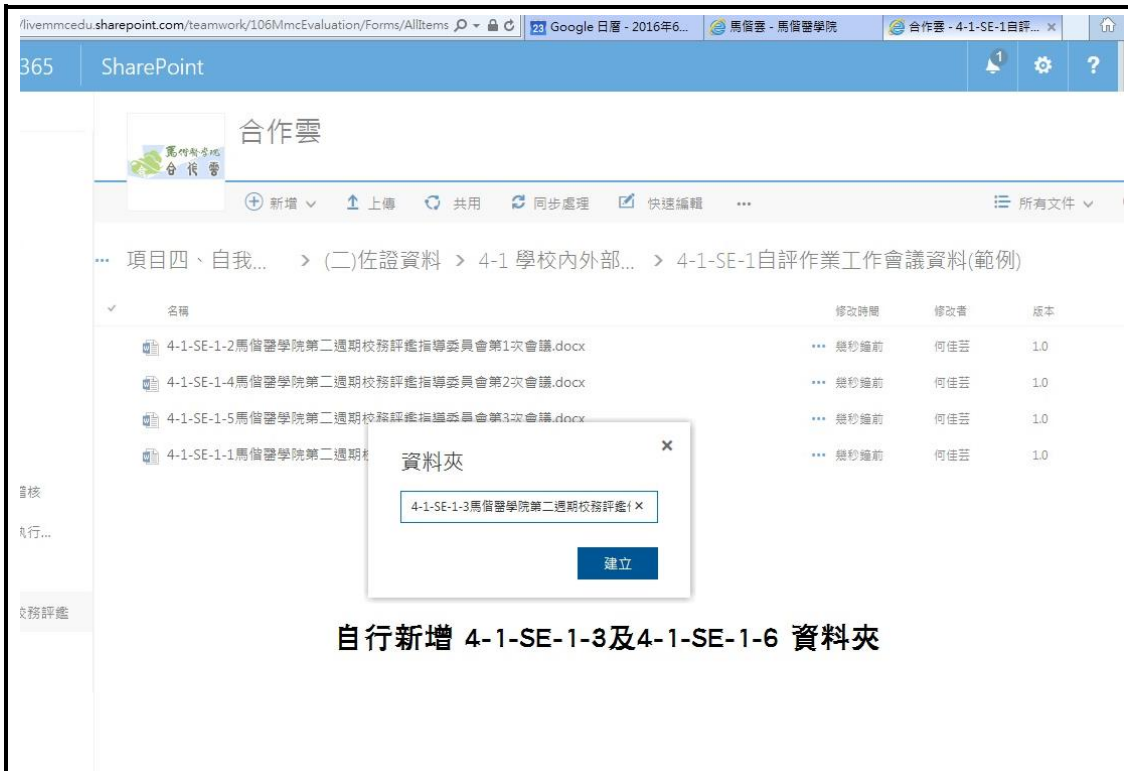 /livemmcedu.sharepoint.com/teamwork/106MmcEvaluation/Forms/AllItems
23 Google 日曆 - 2016年6...
馬偕雲 - 馬偕醫學院
合作雲 - 4-1-SE-1自評... ×
365 SharePoint 1 ?
馬偕醫學院
合作雲
合作雲
新增 上傳 共用 同步處理 快速編輯 ... 所有文件
... 項目四、自我... > (二)佐證資料 > 4-1 學校內外部... > 4-1-SE-1自評作業工作會議資料(範例)
名稱 修改時間 修改者 版本
4-1-SE-1-2馬偕醫學院第二週期校務評鑑指導委員會第1次會議.docx ... 幾秒鐘前 何佳芸 1.0
4-1-SE-1-4馬偕醫學院第二週期校務評鑑指導委員會第2次會議.docx ... 幾秒鐘前 何佳芸 1.0
4-1-SE-1-5馬偕醫學院第二週期校務評鑑指導委員會第3次會議.docx ... 幾秒鐘前 何佳芸 1.0
4-1-SE-1-1馬偕醫學院第二週期 ... 幾秒鐘前 何佳芸 1.0
資料夾 ×
4-1-SE-1-3馬偕醫學院第二週期校務評鑑 ×
建立
稽核
執行...
校務評鑑
自行新增 4-1-SE-1-3及4-1-SE-1-6 資料夾